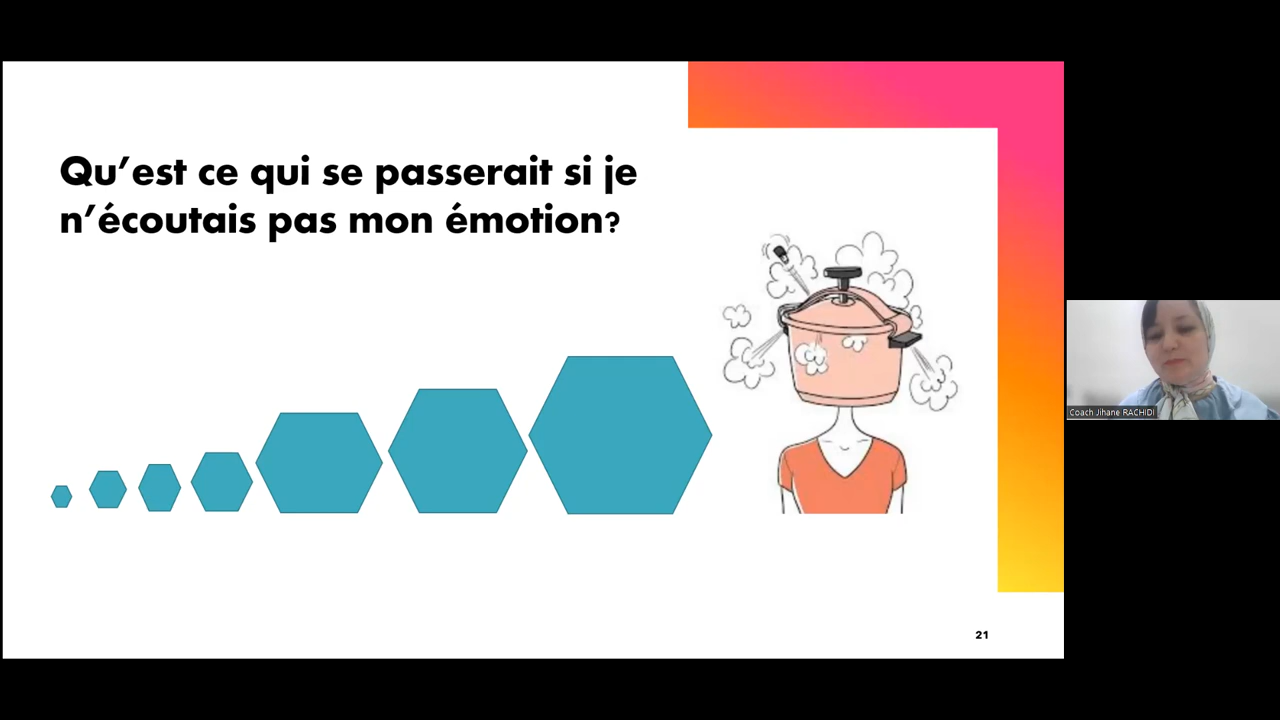 Qu’est ce qui se passerait si je
n’écoutais pas mon émotion?
Coach Jihane RACHIDI
21